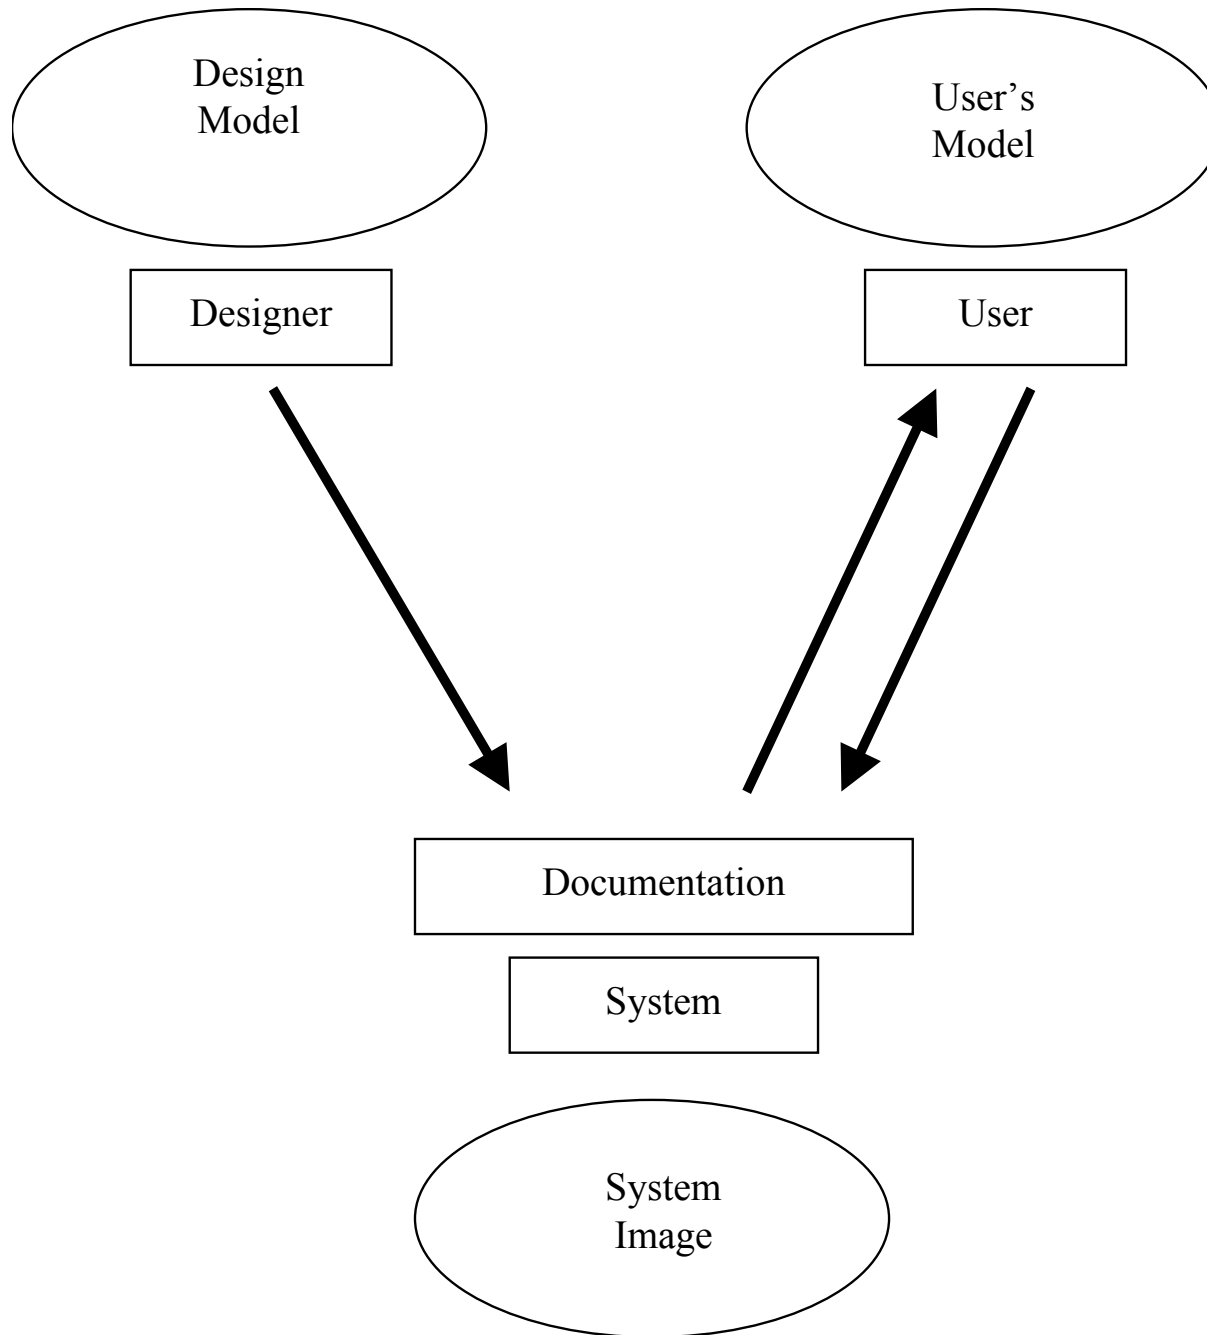 Design
Model
User’s
Model
Designer
User
Documentation
System
System
Image